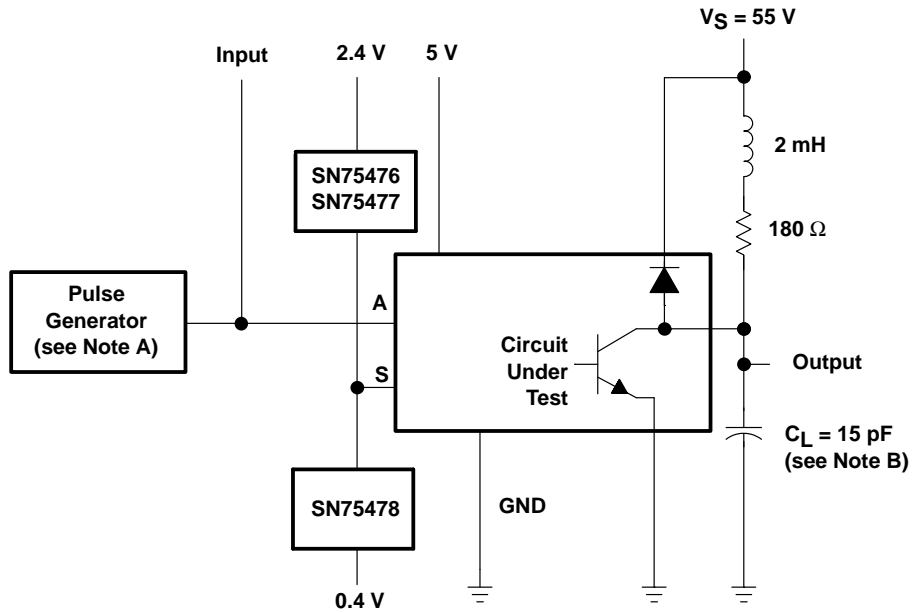 VS = 55 V
Input
2.4 V
5 V
2 mH
SN75476
SN75477
180 Ω
Pulse
Generator
(see Note A)
A
Circuit
Under
Test
S
Output
CL = 15 pF
(see Note B)
SN75478
GND
0.4 V